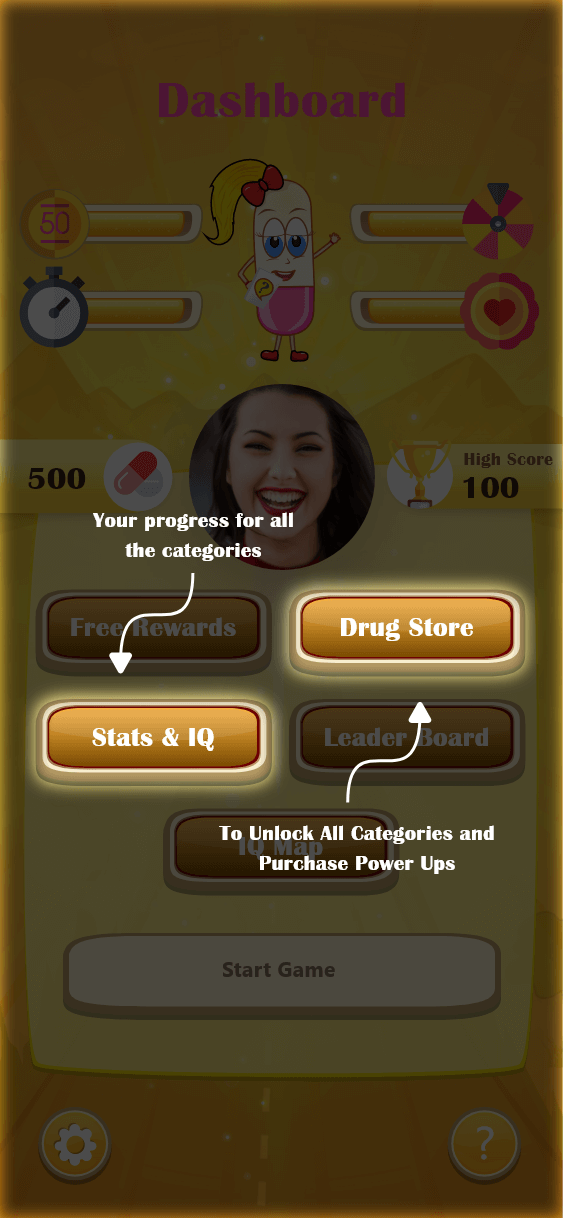 Dashboard
50
500
High Score
100
Your progress for all
the categories
Free Rewards
Drug Store
Stats & IQ
Leader Board
To Unlock All Categories and
IQ Map
Purchase Power Ups
Start Game
?